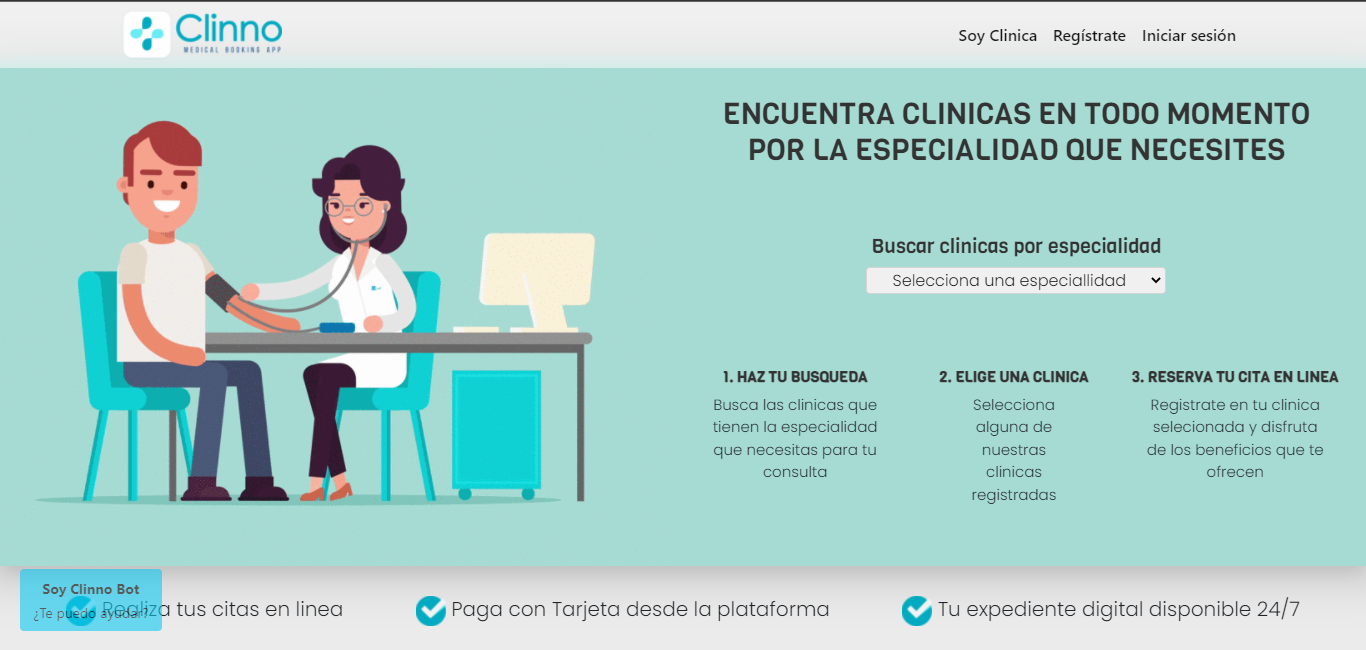 Clinno
MEDICAL BOOKING APP
Soy Clinica
Regístrate
Iniciar sesión
ENCUENTRA CLINICAS EN TODO MOMENTO
POR LA ESPECIALIDAD QUE NECESITES
Buscar clinicas por especialidad
Selecciona una especiallidad
1. HAZ TU BUSQUEDA
Busca las clinicas que
tienen la especialidad
que necesitas para tu
consulta
2. ELIGE UNA CLINICA
Selecciona
alguna de
nuestras
clinicas
registradas
3. RESERVA TU CITA EN LINEA
Registrate en tu clinica
selecionada y disfruta
de los beneficios que te
ofrecen
Soy Clinno Bot
¿Te puedo ayudar?
Realiza tus citas en linea
Paga con Tarjeta desde la plataforma
Tu expediente digital disponible 24/7